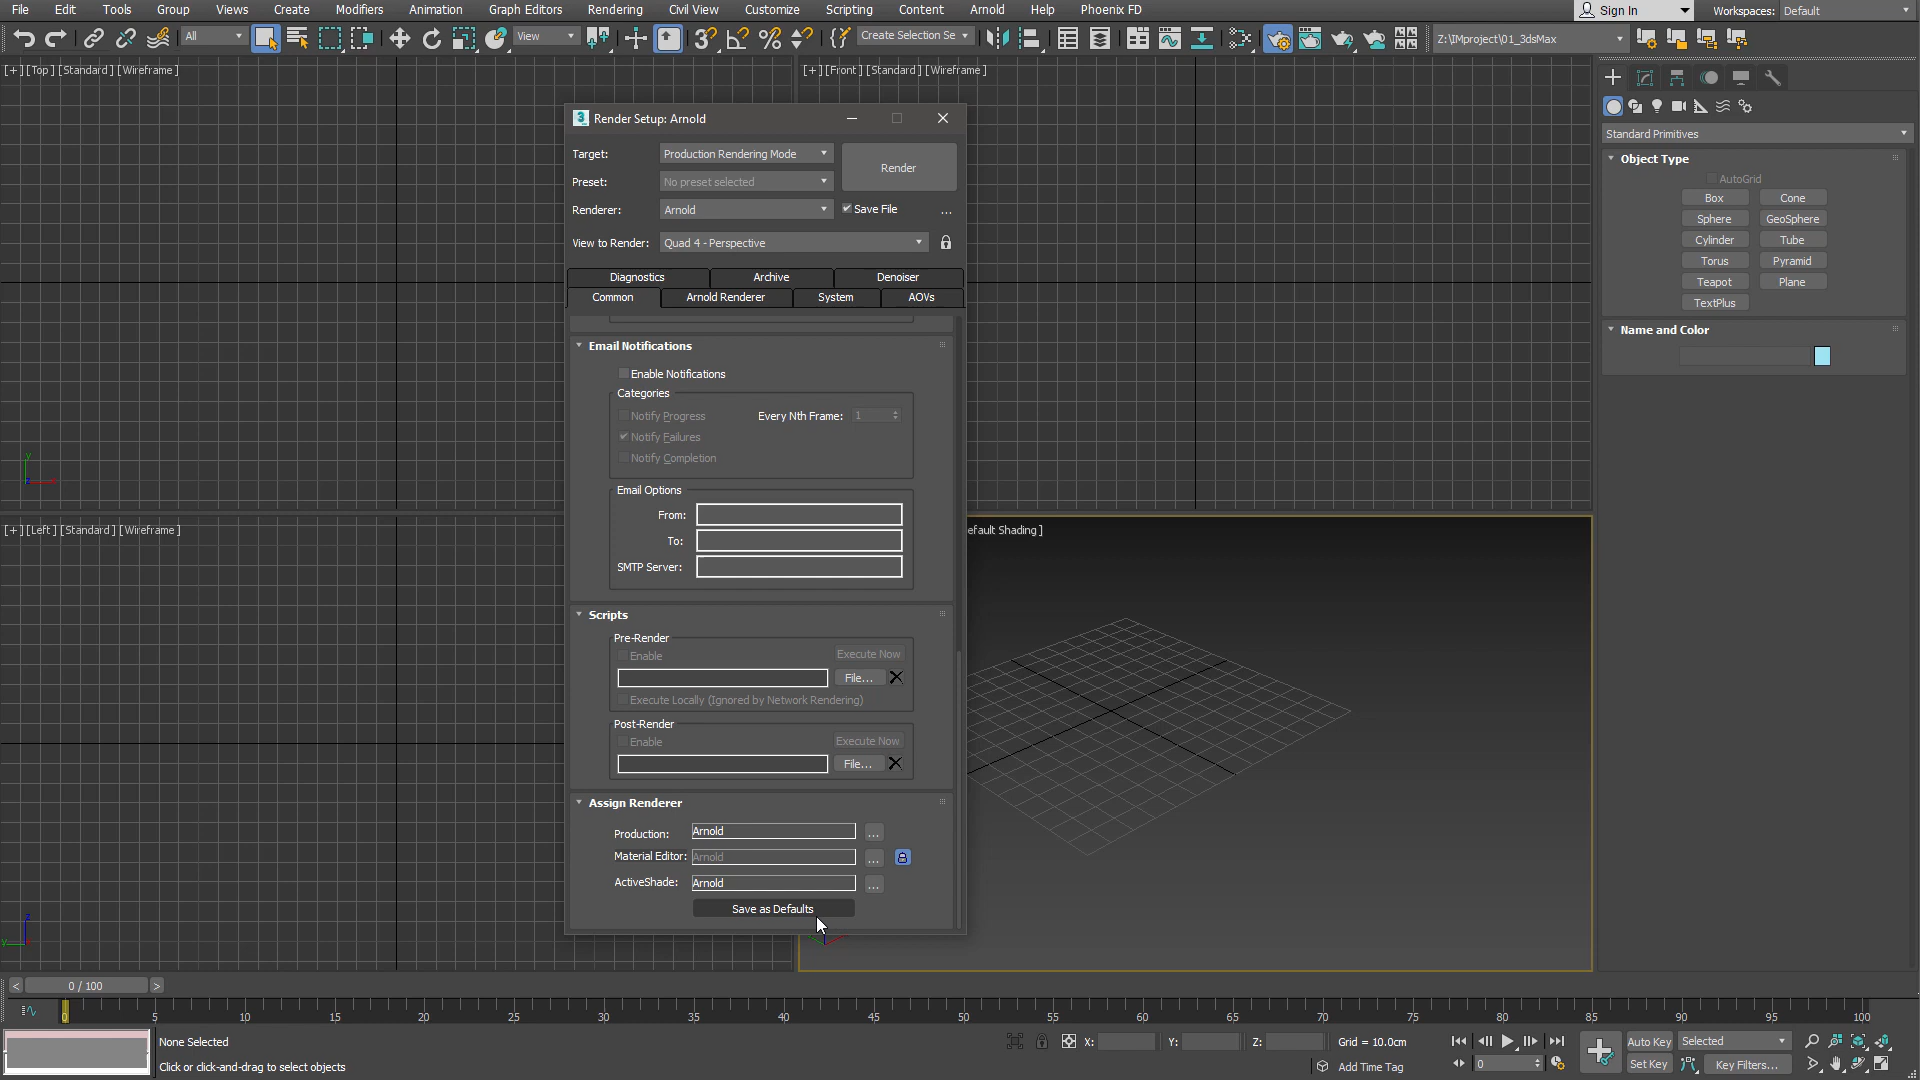 File Edit Tools Group Views Create Modifiers Animation Graph Editors Rendering Civil View Customize Scripting Content Arnold Help Phoenix FD Sign In Workspaces: Default
All View Create Selection Se Z:\IMproject\01_3dsMax
[+] [Top] [Standard] [Wireframe]
[+] [Front] [Standard] [Wireframe]
Render Setup: Arnold
Target: Production Rendering Mode Render
Preset: No preset selected
Renderer: Arnold Save File ...
View to Render: Quad 4 - Perspective
Diagnostics Archive Denoiser
Common Arnold Renderer System AOVs
Email Notifications
Enable Notifications
Categories
Notify Progress Every Nth Frame: 1
Notify Failures
Notify Completion
Email Options
From:
To:
SMTP Server:
Scripts
Pre-Render
Enable Execute Now
File...
Execute Locally (Ignored by Network Rendering)
Post-Render
Enable Execute Now
File...
Assign Renderer
Production: Arnold ...
Material Editor: Arnold ...
ActiveShade: Arnold ...
Save as Defaults
[+] [Left] [Standard] [Wireframe]
efault Shading]
Standard Primitives
Object Type
AutoGrid
Box Cone
Sphere GeoSphere
Cylinder Tube
Torus Pyramid
Teapot Plane
TextPlus
Name and Color
< 0 / 100 >
0 5 10 15 20 25 30 35 40 45 50 55 60 65 70 75 80 85 90 95 100
None Selected X: Y: Z: Grid = 10.0cm Auto Key Selected
Click or click-and-drag to select objects Add Time Tag 0 Set Key Key Filters...